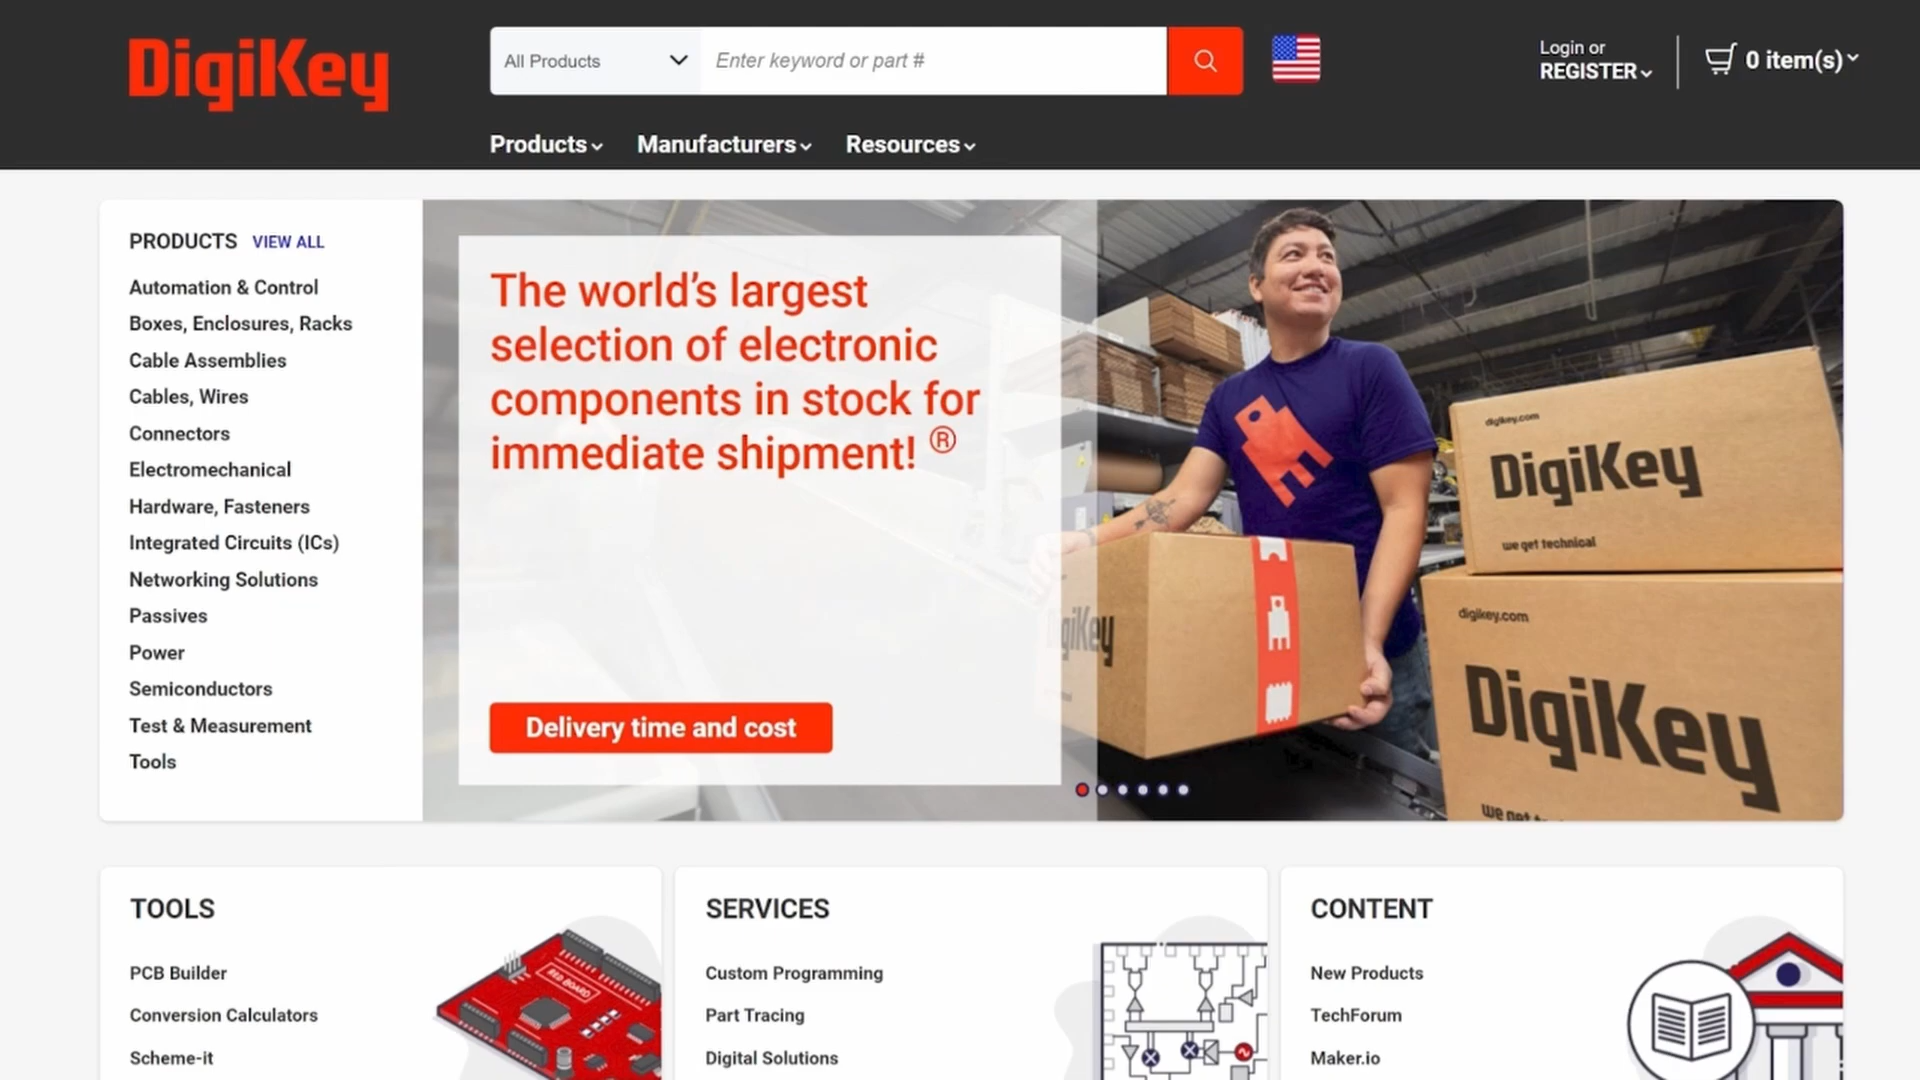 DigiKey
All Products
Enter keyword or part #
Login or
REGISTER
0 item(s)
Products
Manufacturers
Resources
PRODUCTS VIEW ALL
Automation & Control
Boxes, Enclosures, Racks
Cable Assemblies
Cables, Wires
Connectors
Electromechanical
Hardware, Fasteners
Integrated Circuits (ICs)
Networking Solutions
Passives
Power
Semiconductors
Test & Measurement
Tools
The world’s largest
selection of electronic
components in stock for
immediate shipment! ®
Delivery time and cost
digikey.com
DigiKey
we get technical
giKey
digikey.com
DigiKey
we get
TOOLS
PCB Builder
Conversion Calculators
Scheme-it
RED BOARD
SERVICES
Custom Programming
Part Tracing
Digital Solutions
CONTENT
New Products
TechForum
Maker.io